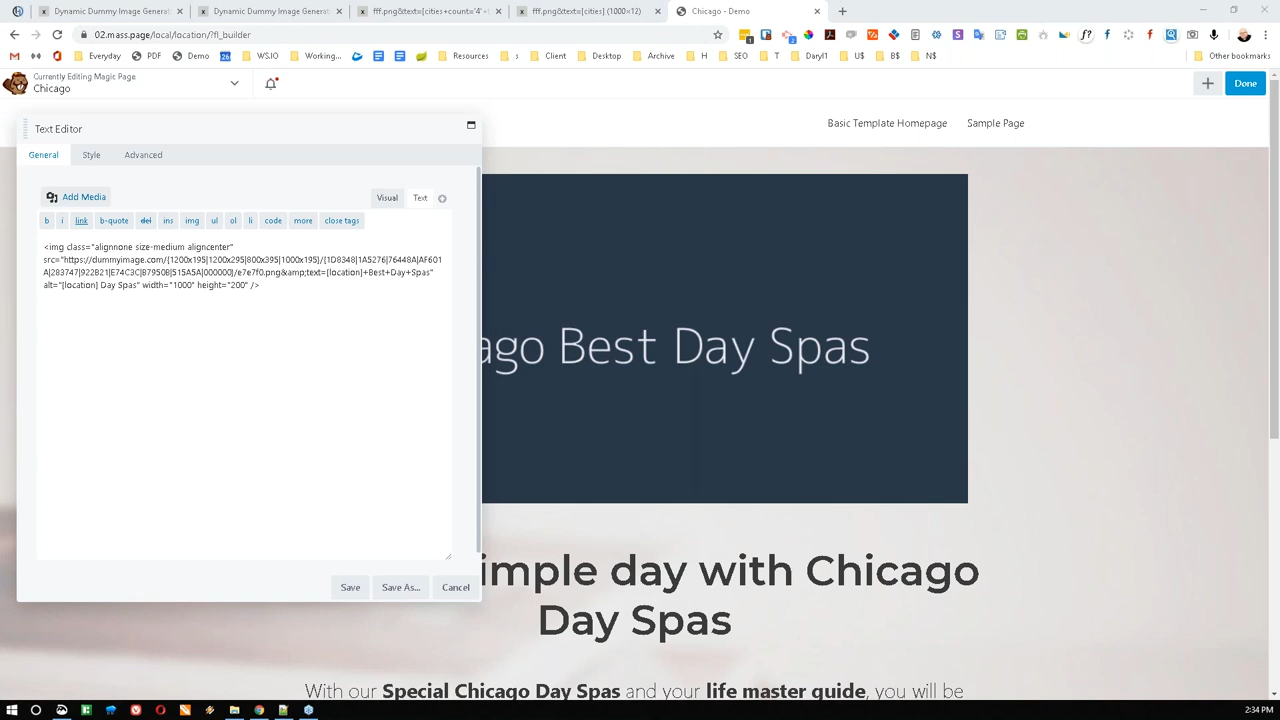 Dynamic Dummy Image Generat
Dynamic Dummy Image Generat
fff.png&text=[cities+count='4'+l
fff.png&text=[cities] (1000×12)
Chicago - Demo
02.mass.page/local/location/?fl_builder
Everyday
PDF
Demo
26
WSJO
Working...
Resources
s
Client
Desktop
Archive
H
SEO
T
Daryl1
U$
B$
N$
Other bookmarks
Currently Editing Magic Page
Chicago
Done
Basic Template Homepage
Sample Page
Text Editor
General
Style
Advanced
Add Media
Visual
Text
b
i
link
b-quote
del
ins
img
ul
ol
li
code
more
close tags
<img class="alignnone size-medium aligncenter"
src="https://dummyimage.com/{1200x195|1200x295|800x395|1000x195}/{1D8348|1A5276|76448A|AF601
A|283747|922B21|E74C3C|B7950B|515A5A|000000}/e7e7f0.png&amp;text=[location]+Best+Day+Spas"
alt="[location] Day Spas" width="1000" height="200" />
Save
Save As...
Cancel
ago Best Day Spas
imple day with Chicago
Day Spas
With our Special Chicago Day Spas and your life master guide, you will be
2:34 PM